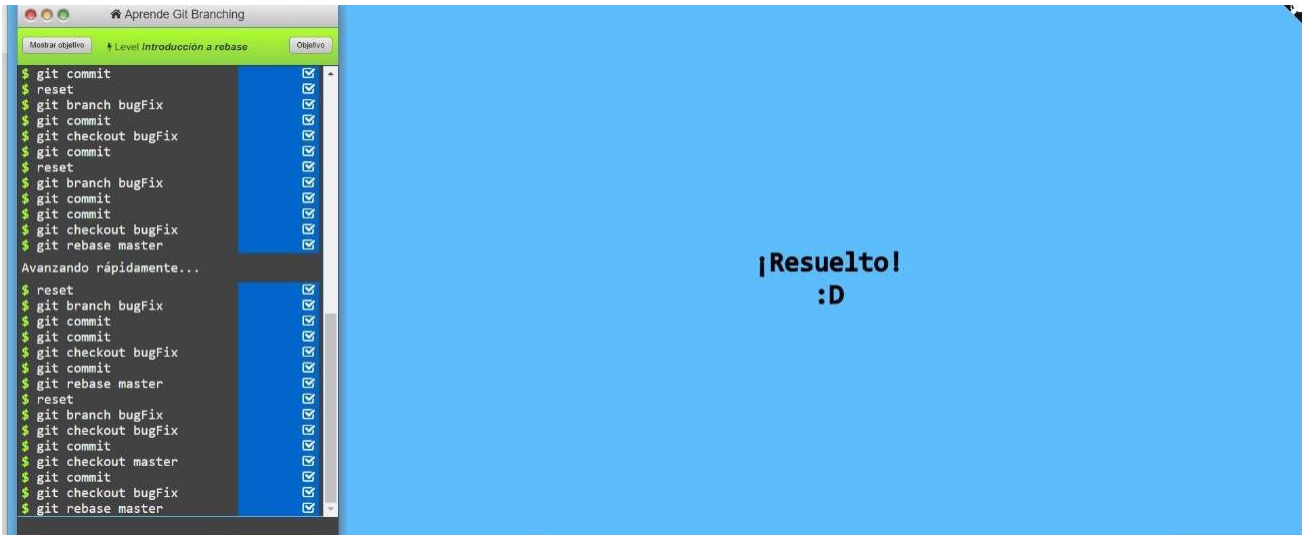 Aprende Git Branching
Mostrar objetivo
Level Introducción a rebase
Objetivo
$ git commit
$ reset
$ git branch bugFix
$ git commit
$ git checkout bugFix
$ git commit
$ reset
$ git branch bugFix
$ git commit
$ git commit
$ git checkout bugFix
$ git rebase master
Avanzando rápidamente...
$ reset
$ git branch bugFix
$ git commit
$ git commit
$ git checkout bugFix
$ git commit
$ git rebase master
$ reset
$ git branch bugFix
$ git checkout bugFix
$ git commit
$ git checkout master
$ git commit
$ git checkout bugFix
$ git rebase master
¡Resuelto!
:D